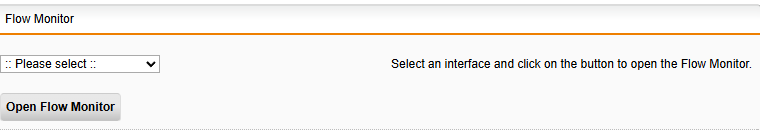 Flow Monitor
:: Please select ::
Select an interface and click on the button to open the Flow Monitor.
Open Flow Monitor